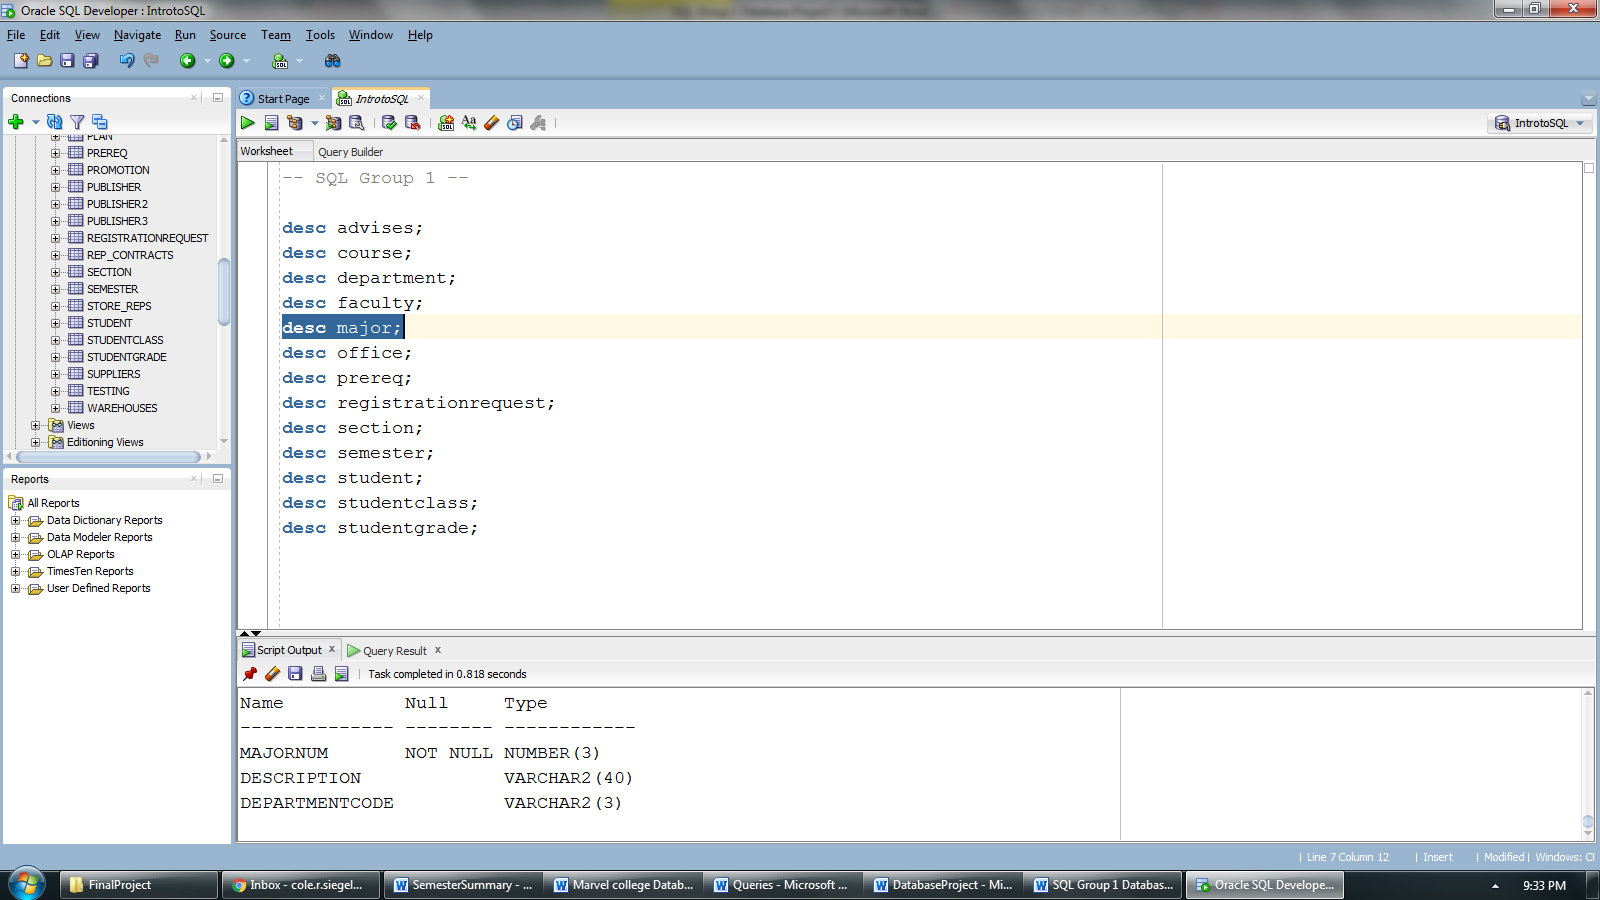 Oracle SQL Developer : IntrotoSQL
File Edit View Navigate Run Source Team Tools Window Help
Connections
Start Page
IntrotoSQL
IntrotoSQL
Worksheet
Query Builder
PLAN
PREREQ
PROMOTION
PUBLISHER
PUBLISHER2
PUBLISHER3
REGISTRATIONREQUEST
REP_CONTRACTS
SECTION
SEMESTER
STORE_REPS
STUDENT
STUDENTCLASS
STUDENTGRADE
SUPPLIERS
TESTING
WAREHOUSES
Views
Editioning Views
Reports
All Reports
Data Dictionary Reports
Data Modeler Reports
OLAP Reports
TimesTen Reports
User Defined Reports
-- SQL Group 1 --
desc advises;
desc course;
desc department;
desc faculty;
desc major;
desc office;
desc prereq;
desc registrationrequest;
desc section;
desc semester;
desc student;
desc studentclass;
desc studentgrade;
Script Output
Query Result
Task completed in 0.818 seconds
Name Null Type
-------------- -------- ------------
MAJORNUM NOT NULL NUMBER(3)
DESCRIPTION VARCHAR2(40)
DEPARTMENTCODE VARCHAR2(3)
Line 7 Column 12 | Insert | Modified | Windows: CF
FinalProject
Inbox - cole.r.siegel...
SemesterSummary - ...
Marvel college Datab...
Queries - Microsoft ...
DatabaseProject - Mi...
SQL Group 1 Databas...
Oracle SQL Develope...
9:33 PM